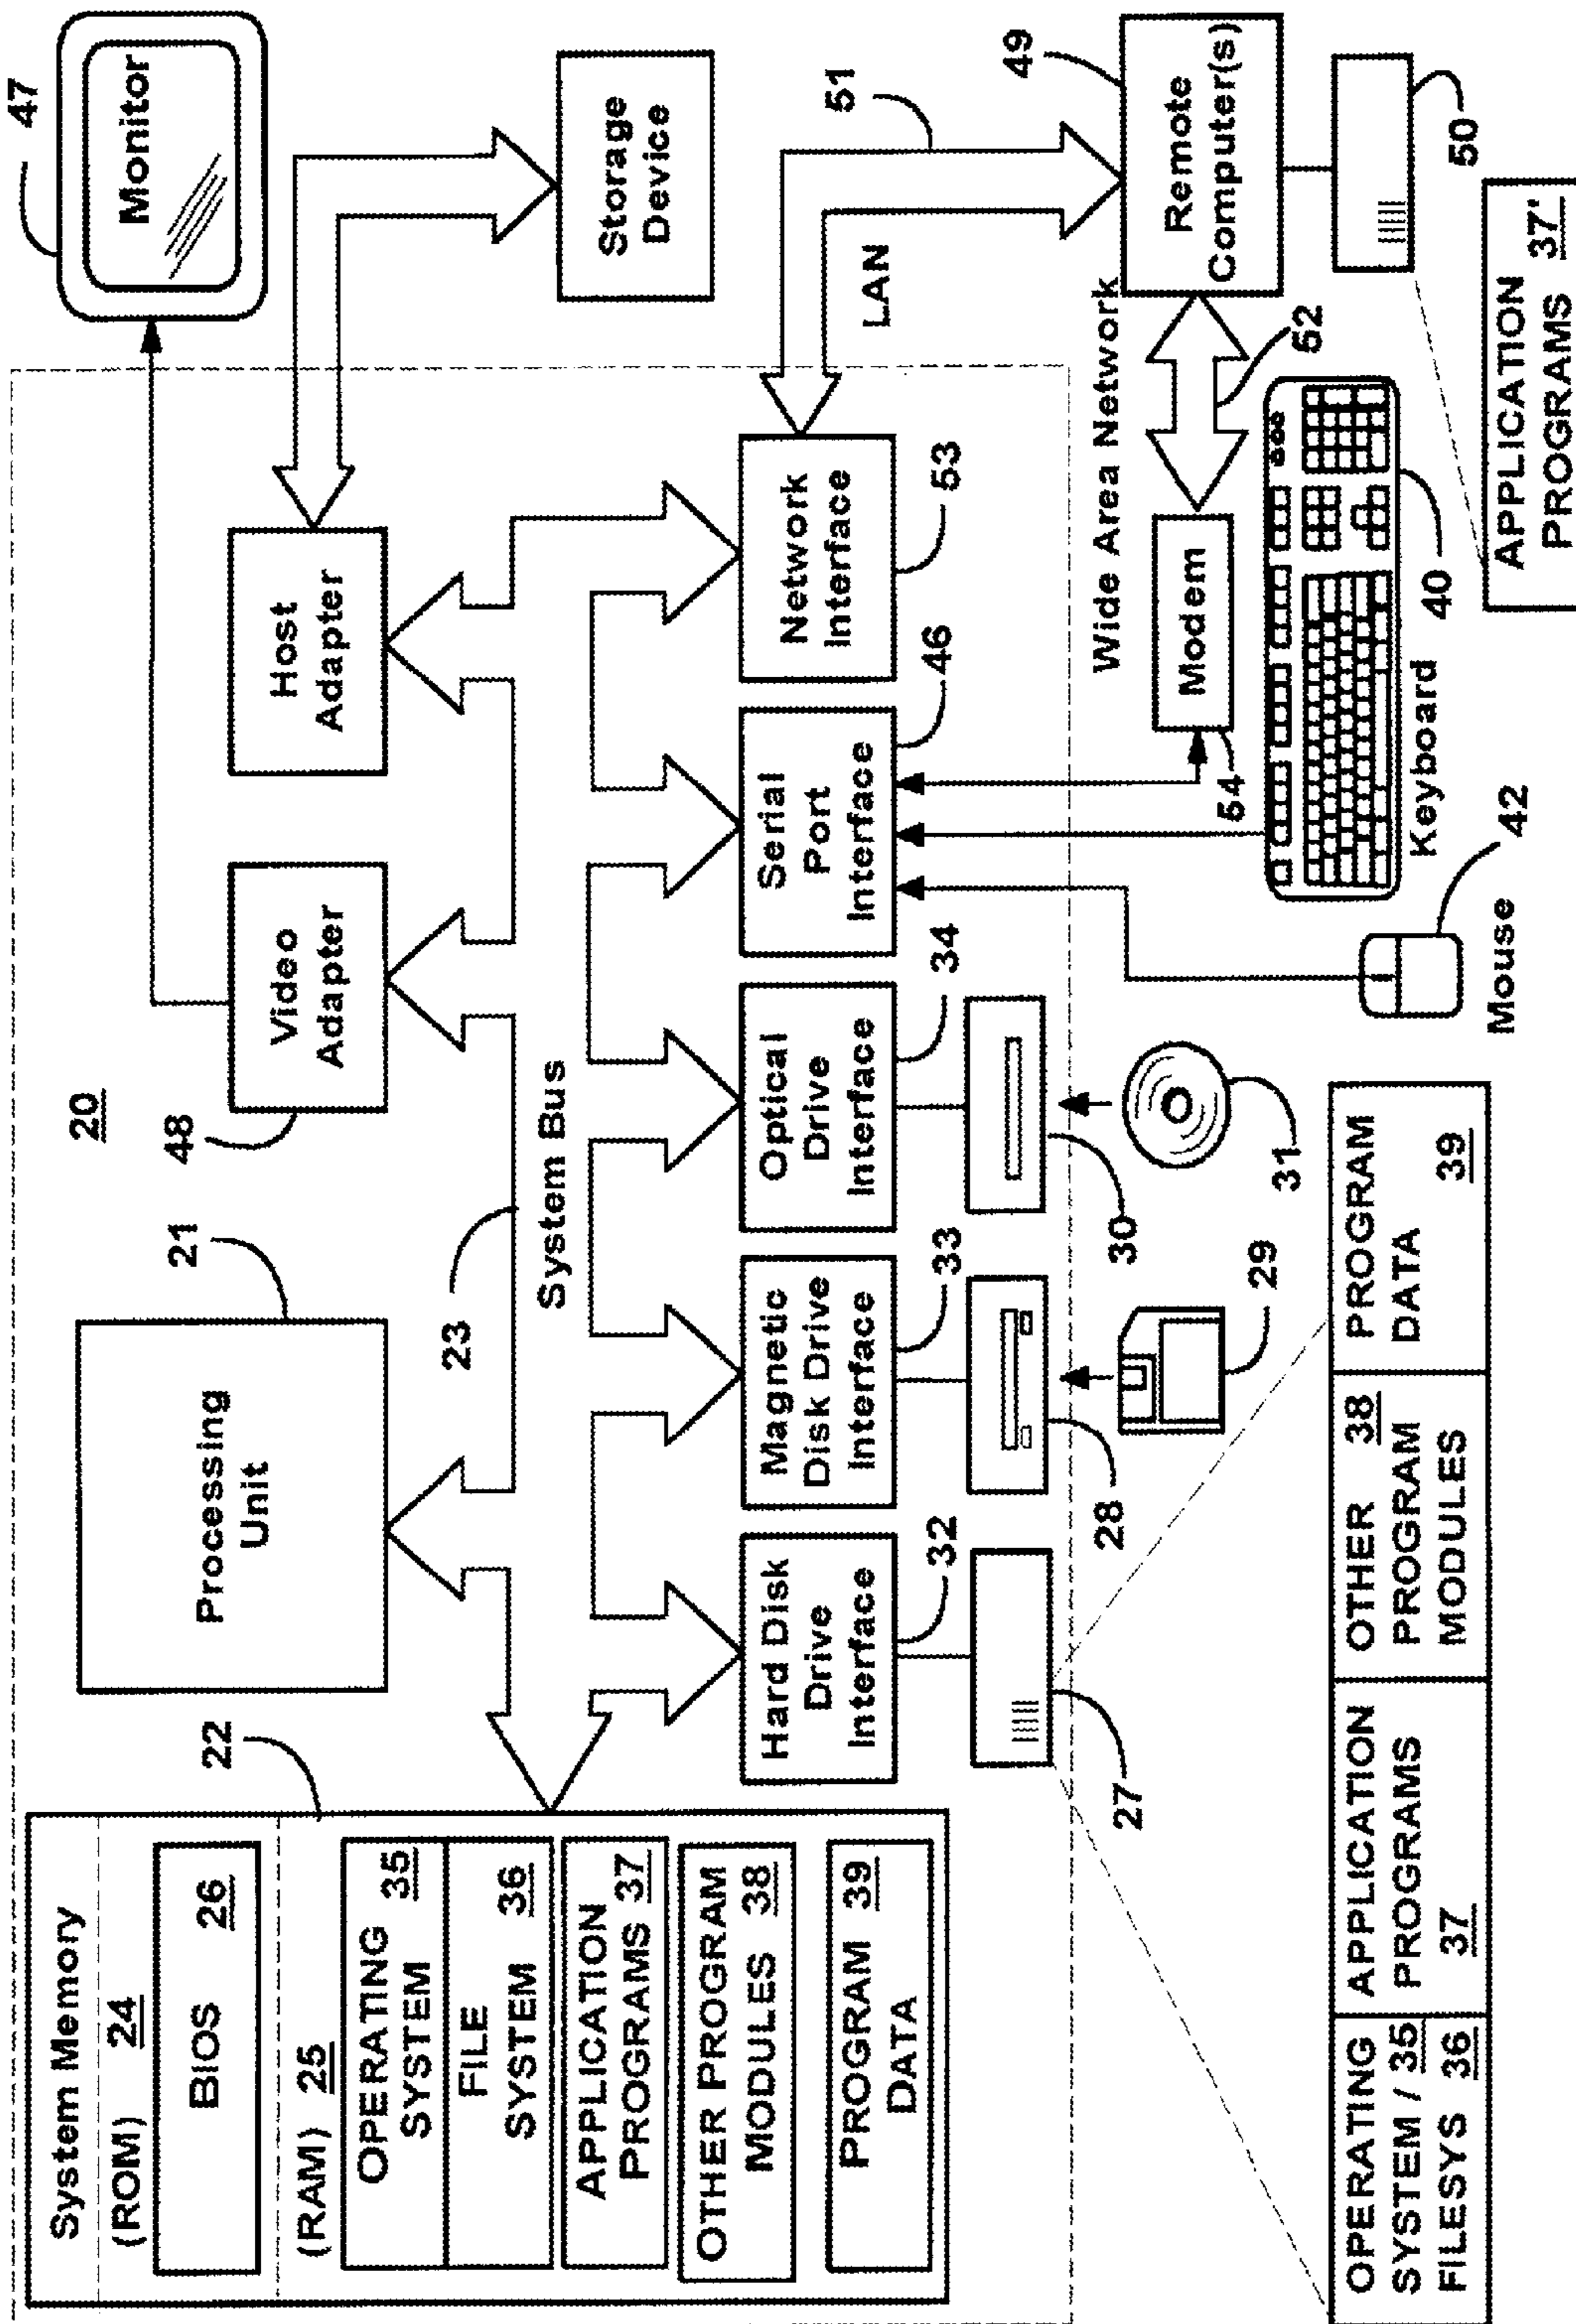 System Memory
(ROM) 24
BIOS 26
(RAM) 25
OPERATING
SYSTEM 35
FILE
SYSTEM 36
APPLICATION
PROGRAMS 37
OTHER PROGRAM
MODULES 38
PROGRAM 39
DATA
22
Processing
Unit
21
20
23
System Bus
48
Video
Adapter
Host
Adapter
47
Monitor
Storage
Device
Hard Disk
Drive
Interface
32
Magnetic
Disk Drive
Interface
33
Optical
Drive
Interface
34
Serial
Port
Interface
46
Network
Interface
53
LAN
51
49
Remote
Computer(s)
Wide Area Network
52
Modem
54
27
28
29
30
31
Mouse
42
Keyboard
40
50
APPLICATION
PROGRAMS 37'
OPERATING
SYSTEM / 35
FILESYS 36
APPLICATION
PROGRAMS
37
OTHER 38
PROGRAM
MODULES
PROGRAM
DATA
39